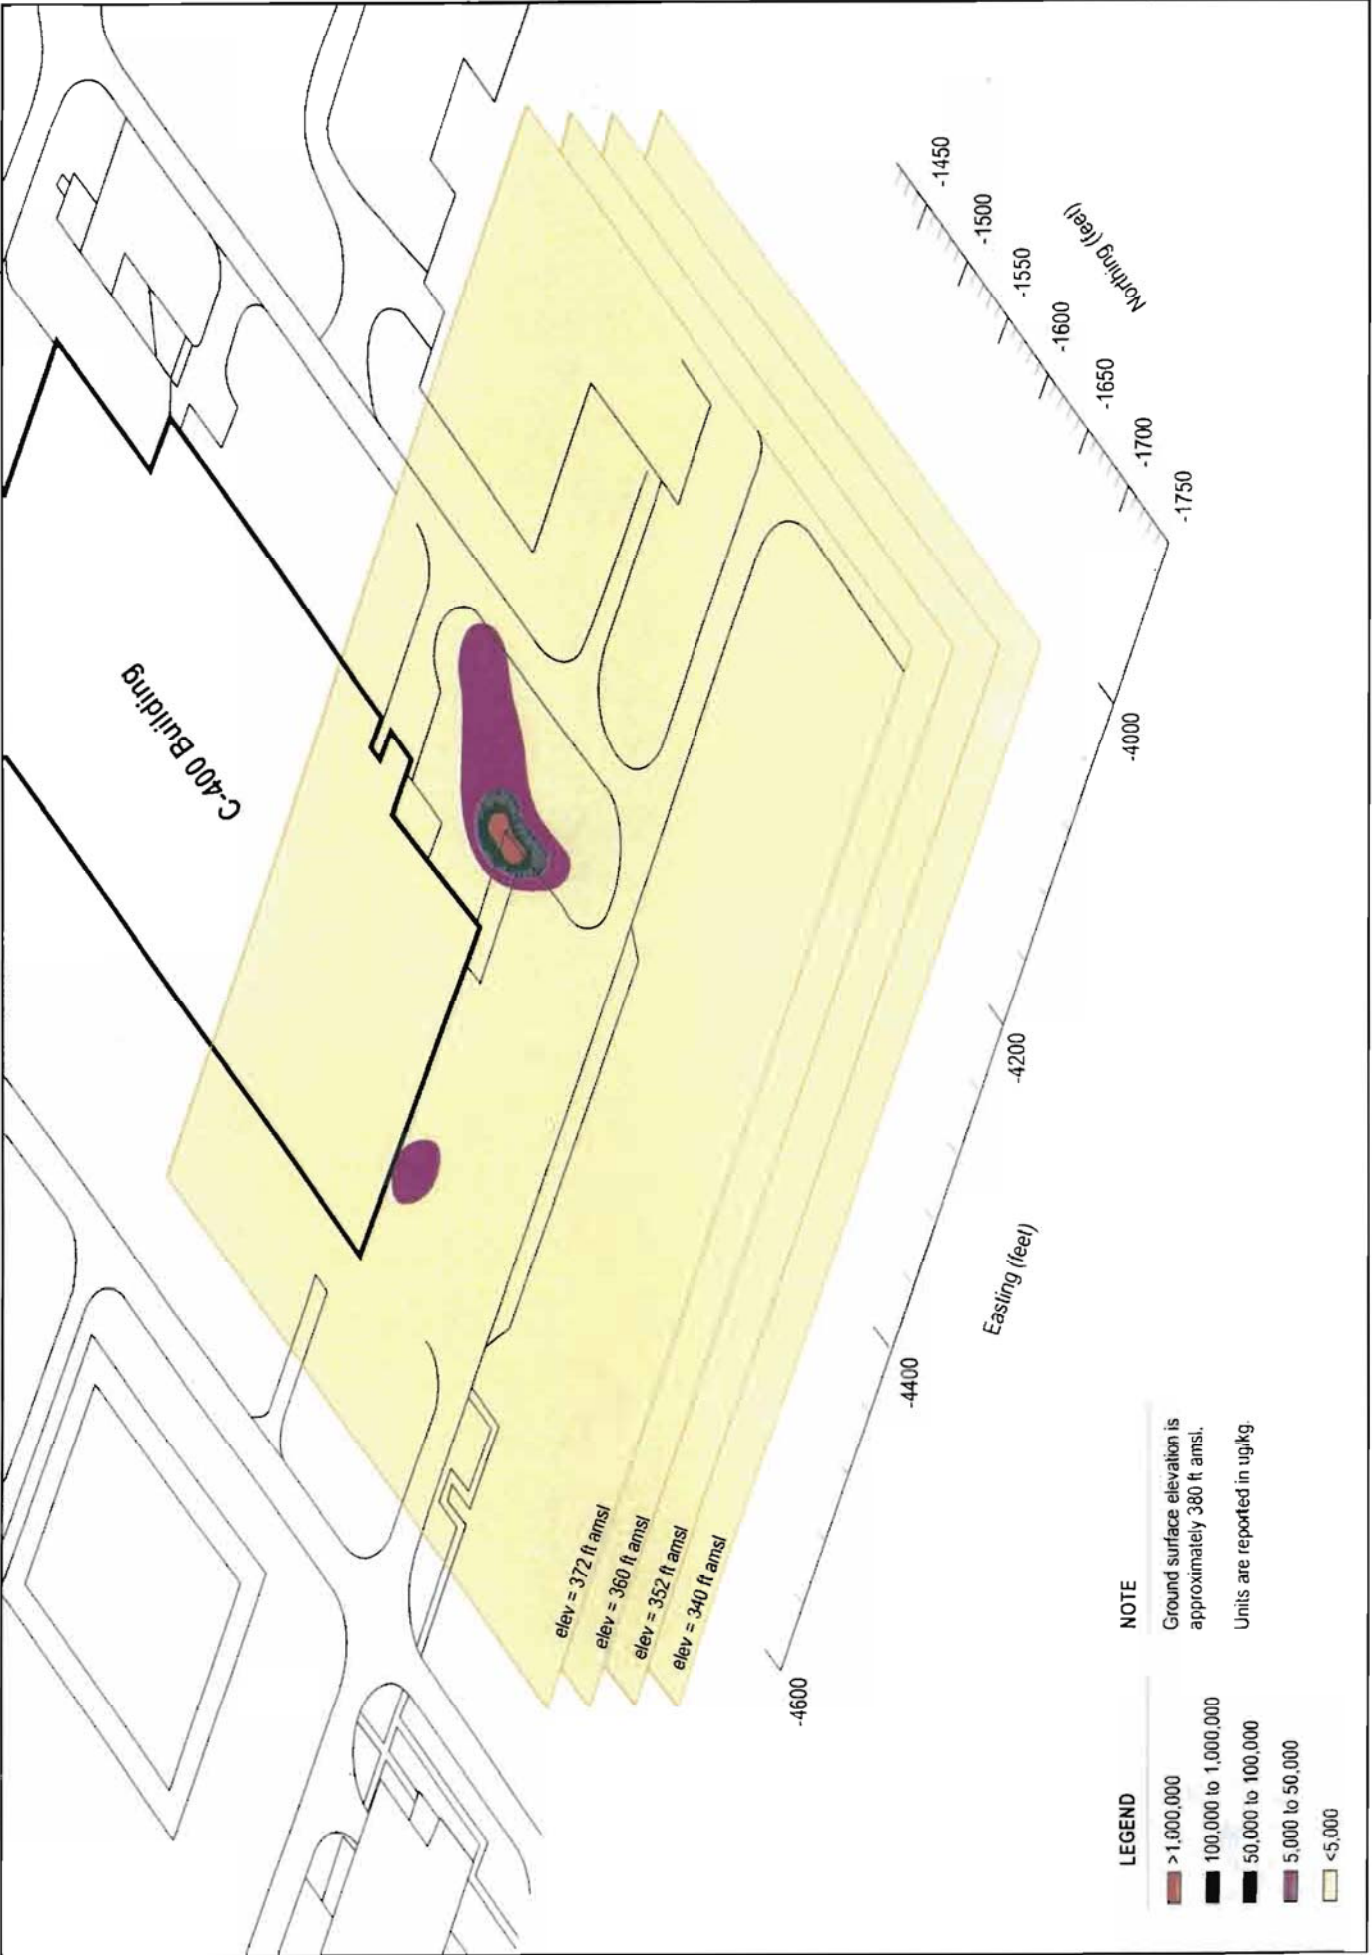 C-400 Building
elev = 372 ft amsl
elev = 360 ft amsl
elev = 352 ft amsl
elev = 340 ft amsl
-4600
-4400
-4200
-4000
Easting (feet)
-1750
-1700
-1650
-1600
-1550
-1500
-1450
Northing (feet)
LEGEND
>1,000,000
100,000 to 1,000,000
50,000 to 100,000
5,000 to 50,000
<5,000
NOTE
Ground surface elevation is
approximately 380 ft amsl.
Units are reported in ug/kg.